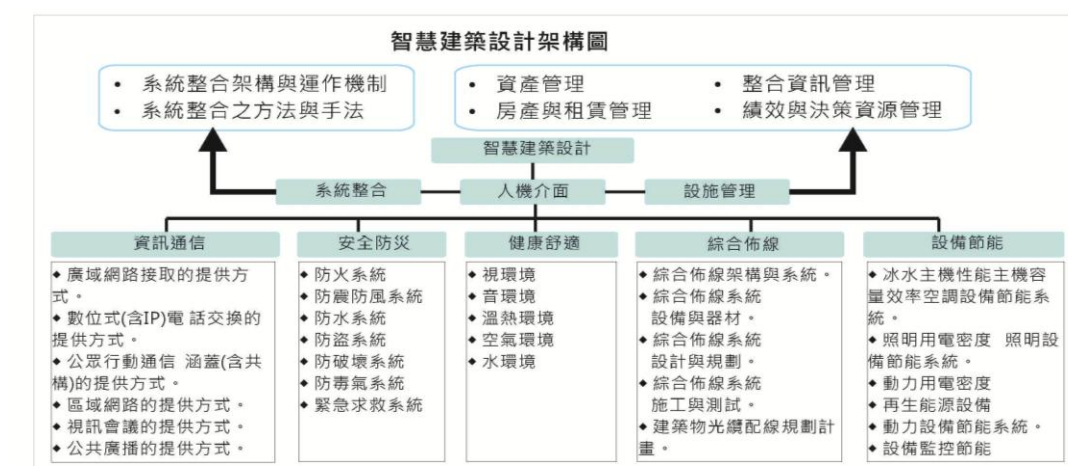 智慧建築設計架構圖
• 系統整合架構與運作機制
• 系統整合之方法與手法
• 資產管理
• 房產與租賃管理
• 整合資訊管理
• 績效與決策資源管理
智慧建築設計
系統整合
人機介面
設施管理
資訊通信
◆ 廣域網路接取的提供方
式。
◆ 數位式(含IP)電 話交換的
提供方式。
◆ 公眾行動通信 涵蓋(含共
構)的提供方式。
◆ 區域網路的提供方式。
◆ 視訊會議的提供方式。
◆ 公共廣播的提供方式。
安全防災
◆ 防火系統
◆ 防震防風系統
◆ 防水系統
◆ 防盜系統
◆ 防破壞系統
◆ 防毒氣系統
◆ 緊急求救系統
健康舒適
◆ 視環境
◆ 音環境
◆ 溫熱環境
◆ 空氣環境
◆ 水環境
綜合佈線
◆ 綜合佈線架構與系統。
◆ 綜合佈線系統
設備與器材。
◆ 綜合佈線系統
設計與規劃
◆ 綜合佈線系統
施工與測試。
◆ 建築物光纜配線規劃計
畫。
設備節能
◆ 冰水主機性能主機容
量效率空調設備節能系
統。
◆ 照明用電密度 照明設
備節能系統。
◆ 動力用電密度
◆ 再生能源設備
◆ 動力設備節能系統。
◆ 設備監控節能